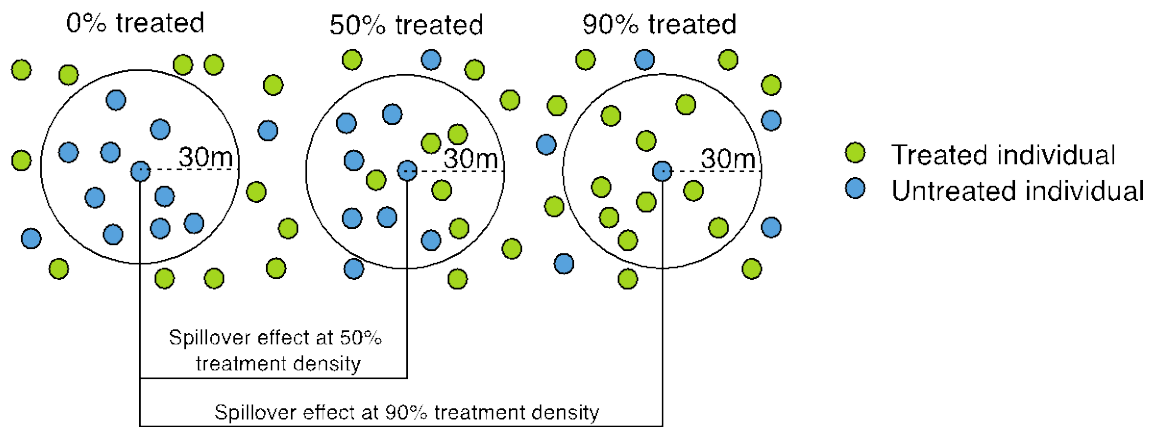 0% treated
50% treated
90% treated
30m
30m
30m
Treated individual
Untreated individual
Spillover effect at 50%
treatment density
Spillover effect at 90% treatment density